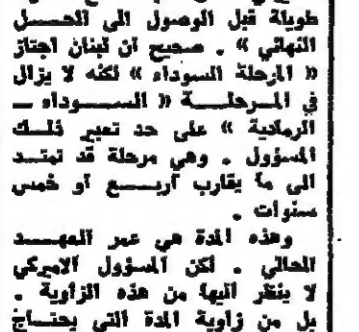 طويلة قبل الوصول الى الحسل
النهائي » . صحيح ان لبنان اجتاز
« المرحلة السوداء » لكنه لا يزال
في المرحلة « السوداء ــ
الرمادية » على حد تعبير ذلك
المسؤول . وهي مرحلة قد تمتد
الى ما يقارب اربع او خمس
سنوات .
وهذه المدة هي عمر العهد
الحالي . لكن المسؤول الاميركي
لا ينظر اليها من هذه الزاوية .
بل من زاوية المدة التي يحتاج